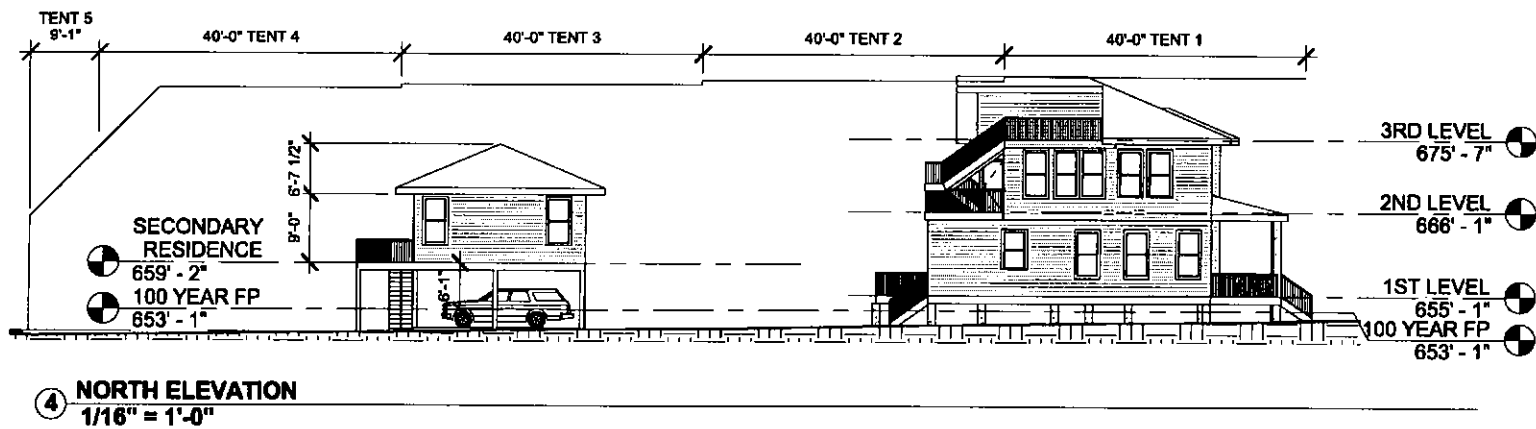 TENT 5
9'-1"
40'-0" TENT 4
40'-0" TENT 3
40'-0" TENT 2
40'-0" TENT 1
3RD LEVEL
675' - 7"
6'-7 1/2"
9'-0"
2ND LEVEL
666' - 1"
SECONDARY
RESIDENCE
659' - 2"
6'-1"
1ST LEVEL
655' - 1"
100 YEAR FP
653' - 1"
100 YEAR FP
653' - 1"
4
NORTH ELEVATION
1/16" = 1'-0"